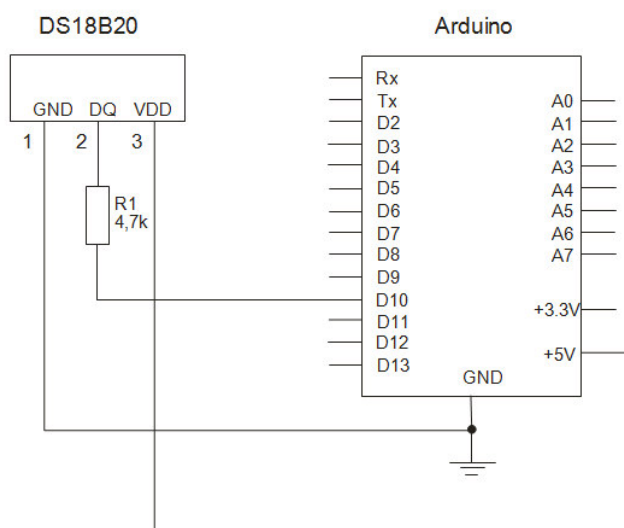 DS18B20
GND DQ VDD
1 2 3
R1
4,7k
Arduino
Rx
Tx
D2
D3
D4
D5
D6
D7
D8
D9
D10
D11
D12
D13
A0
A1
A2
A3
A4
A5
A6
A7
+3.3V
+5V
GND